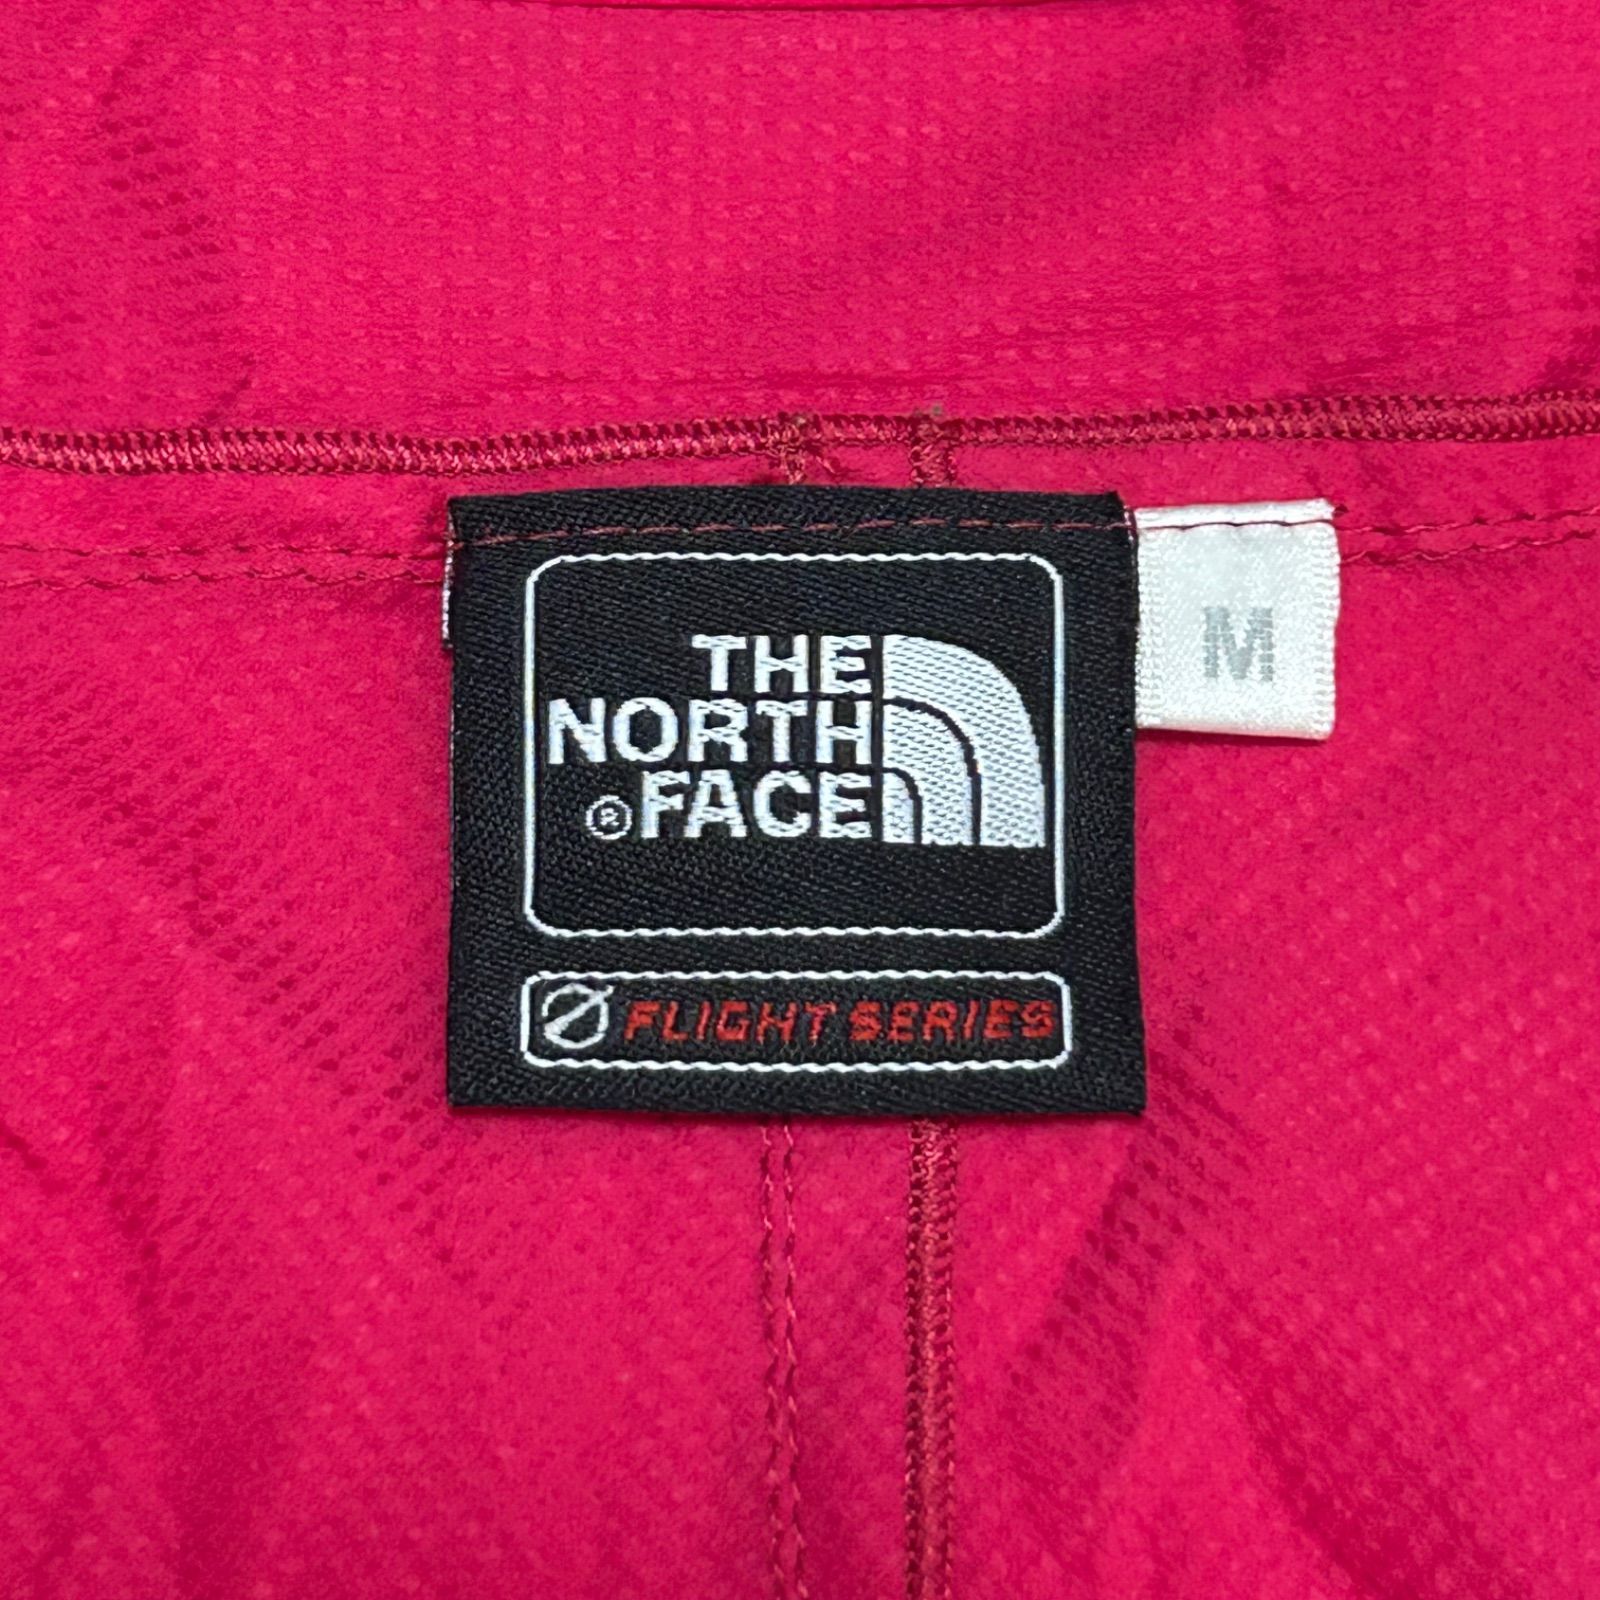 THE
NORTH
®FACE
M
FLIGHT SERIES